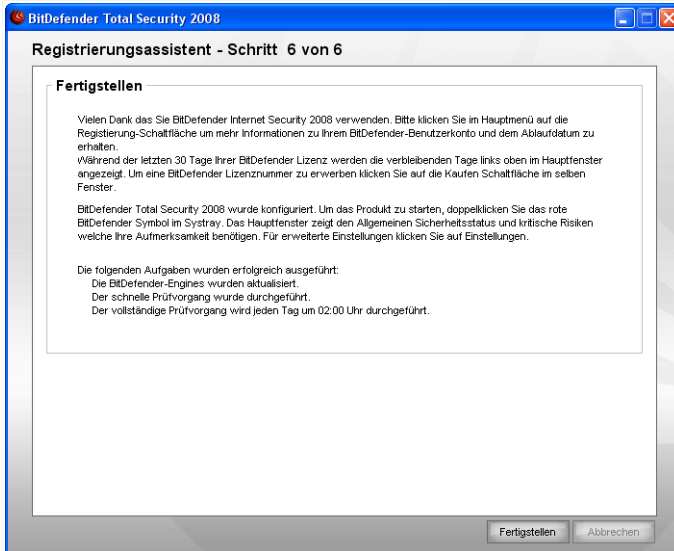 BitDefender Total Security 2008
Registrierungsassistent - Schritt 6 von 6
Fertigstellen
Vielen Dank das Sie BitDefender Internet Security 2008 verwenden. Bitte klicken Sie im Hauptmenü auf die
Registierung-Schaltfläche um mehr Informationen zu Ihrem BitDefender-Benutzerkonto und dem Ablaufdatum zu
erhalten.
Während der letzten 30 Tage Ihrer BitDefender Lizenz werden die verbleibenden Tage links oben im Hauptfenster
angezeigt. Um eine BitDefender Lizenznummer zu erwerben klicken Sie auf die Kaufen Schaltfläche im selben
Fenster.
BitDefender Total Security 2008 wurde konfiguriert. Um das Produkt zu starten, doppelklicken Sie das rote
BitDefender Symbol im Systray. Das Hauptfenster zeigt den Allgemeinen Sicherheitsstatus und kritische Risiken
welche Ihre Aufmerksamkeit benötigen. Für erweiterte Einstellungen klicken Sie auf Einstellungen.
Die folgenden Aufgaben wurden erfolgreich ausgeführt:
Die BitDefender-Engines wurden aktualisiert.
Der schnelle Prüfvorgang wurde durchgeführt.
Der vollständige Prüfvorgang wird jeden Tag um 02:00 Uhr durchgeführt.
Fertigstellen
Abbrechen